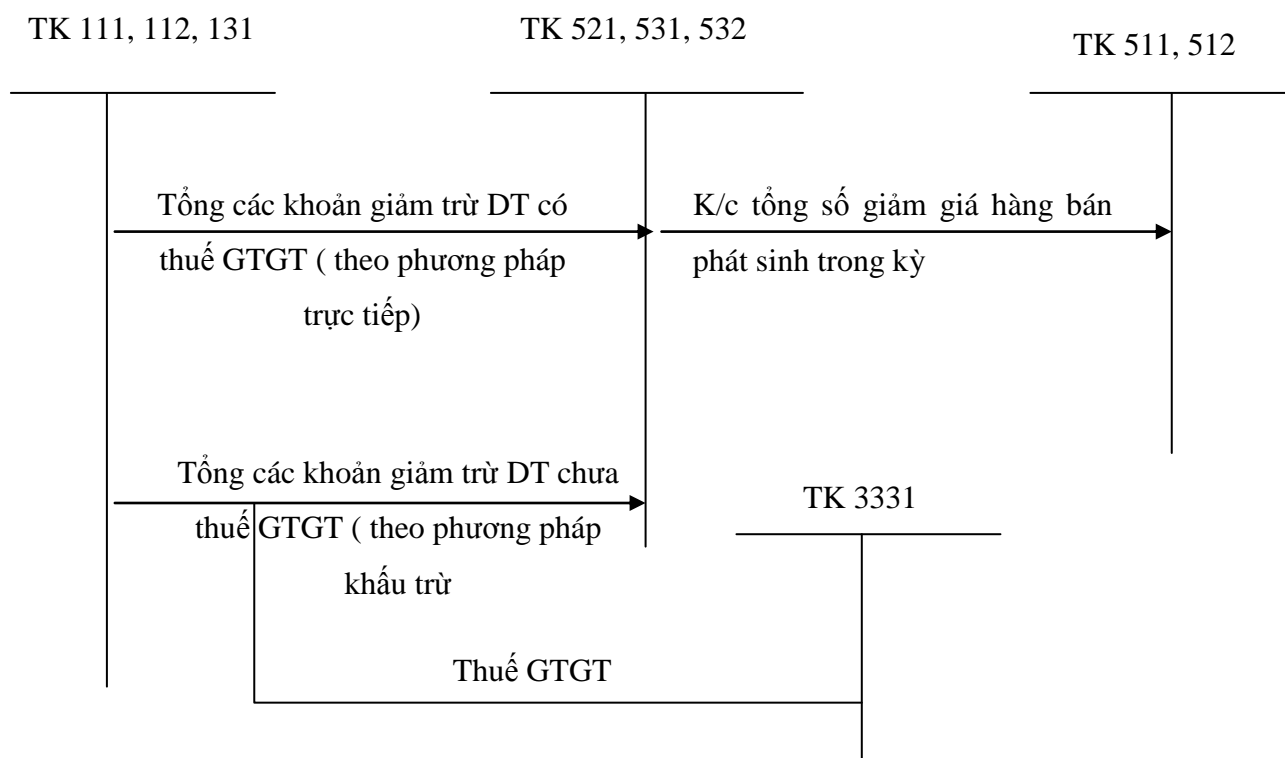 TK 111, 112, 131
TK 521, 531, 532
TK 511, 512
Tổng các khoản giảm trừ DT có
thuế GTGT ( theo phương pháp
trực tiếp)
K/c tổng số giảm giá hàng bán
phát sinh trong kỳ
Tổng các khoản giảm trừ DT chưa
thuế GTGT ( theo phương pháp
khấu trừ
TK 3331
Thuế GTGT